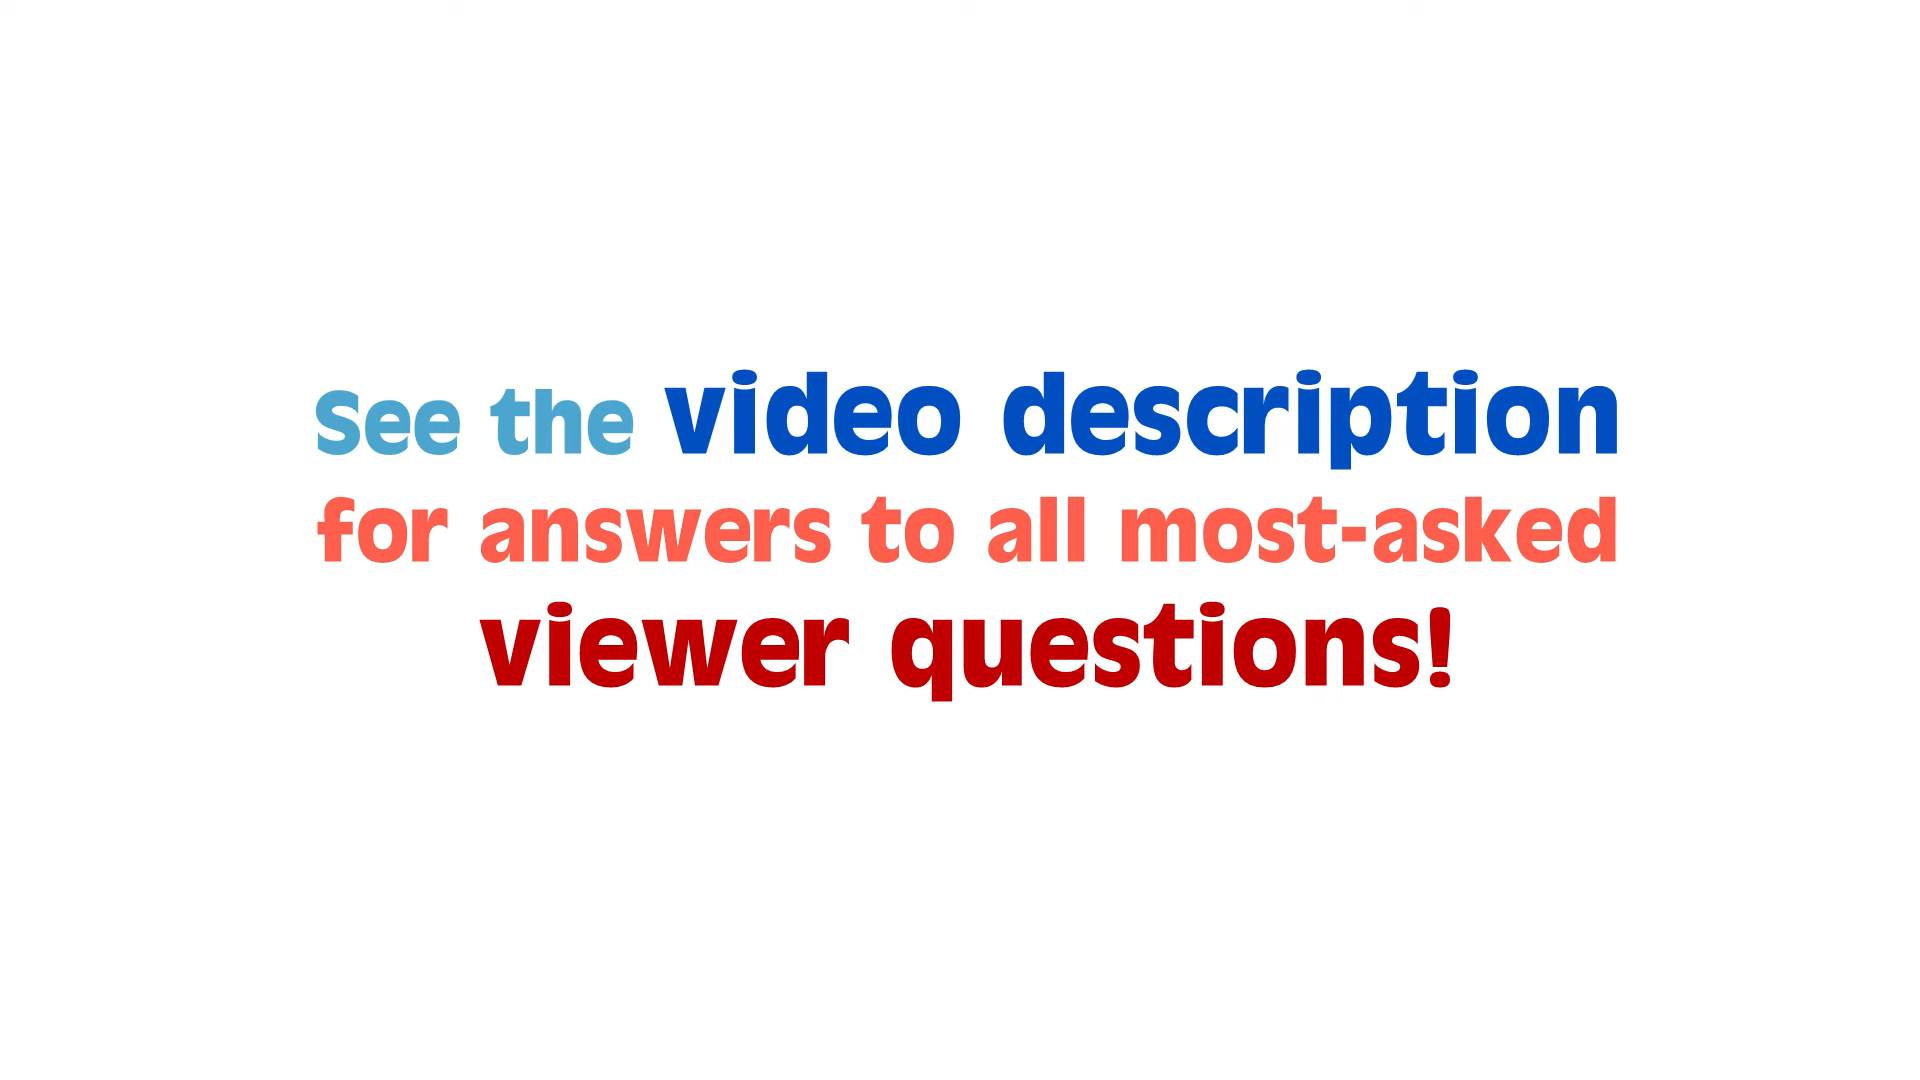 See the video description
for answers to all most-asked
viewer questions!